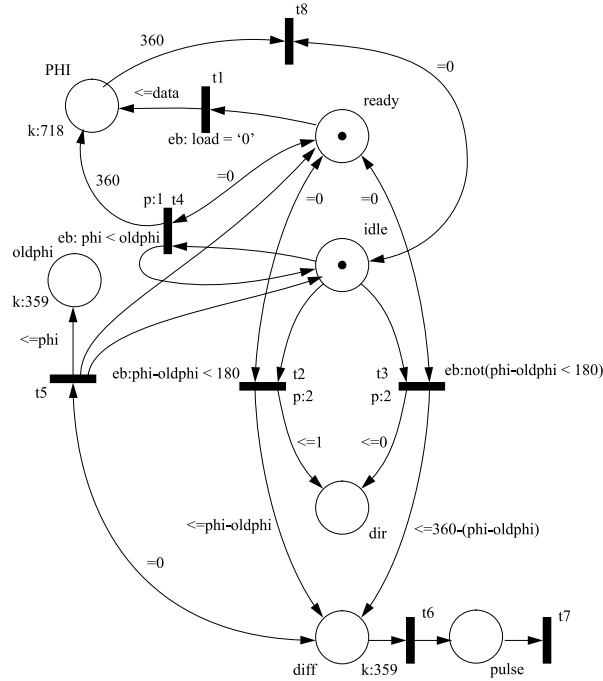 t8
360
=0
PHI
t1
<=data
ready
k:718
eb: load = ‘0’
=0
360
p:1 t4
=0
=0
eb: phi < oldphi
idle
oldphi
k:359
<=phi
eb:phi-oldphi < 180
t2
t3
eb:not(phi-oldphi < 180)
t5
p:2
p:2
<=1
<=0
<=phi-oldphi
dir
<=360-(phi-oldphi)
=0
t6
t7
diff
k:359
pulse